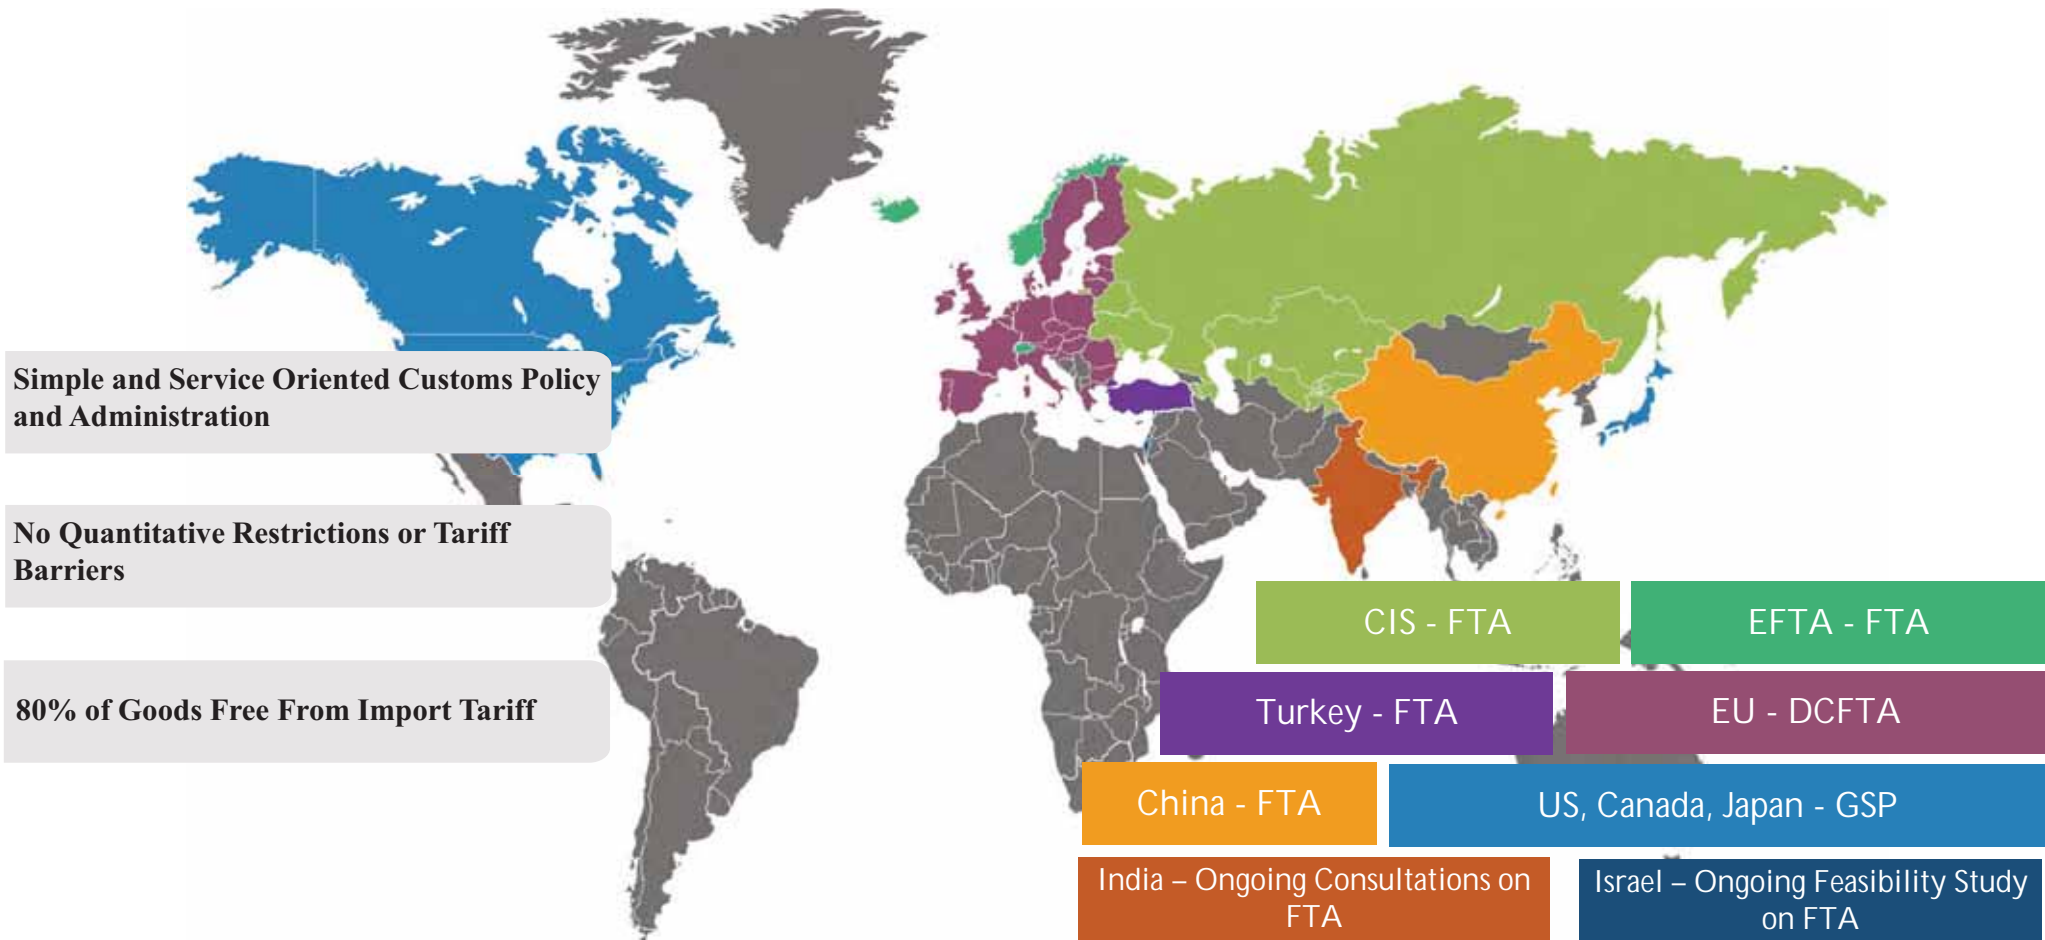 Simple and Service Oriented Customs Policy
and Administration
No Quantitative Restrictions or Tariff
Barriers
80% of Goods Free From Import Tariff
CIS - FTA
EFTA - FTA
Turkey - FTA
EU - DCFTA
China - FTA
US, Canada, Japan - GSP
India – Ongoing Consultations on
FTA
Israel – Ongoing Feasibility Study
on FTA